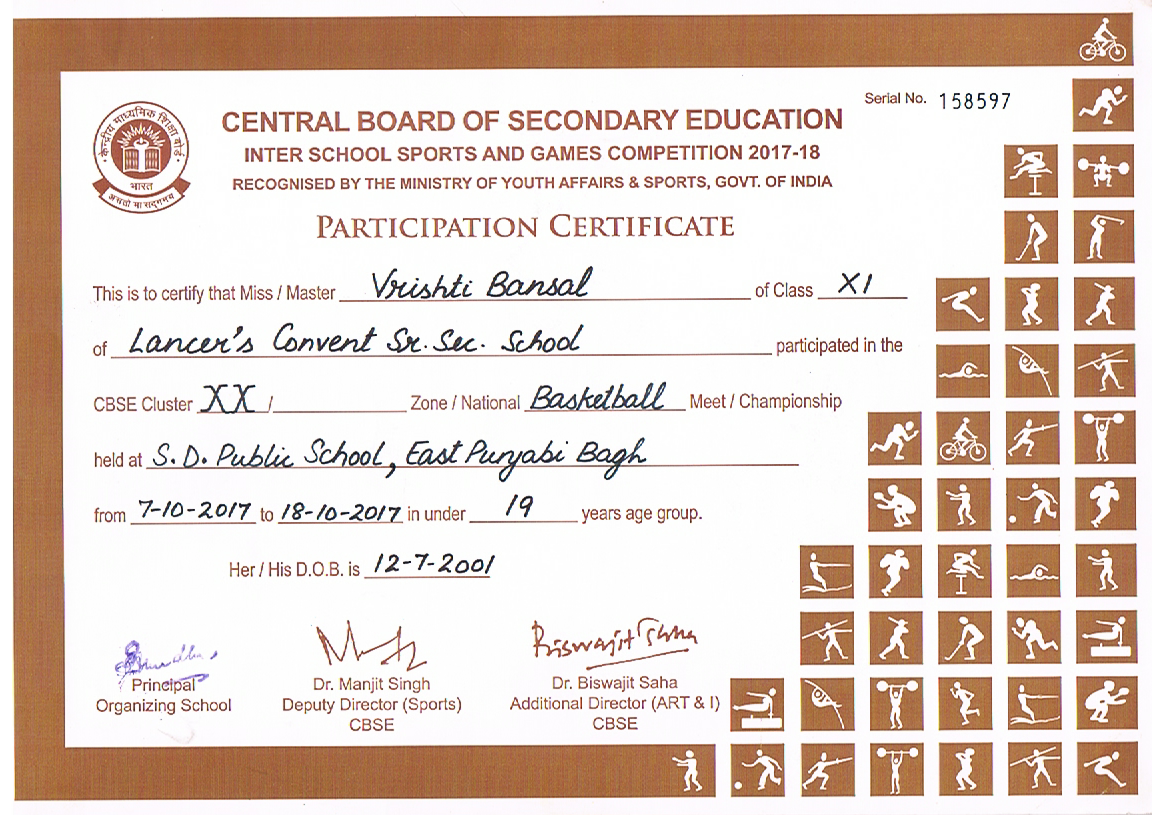 Serial No. 158597
केन्द्रीय माध्यमिक शिक्षा बोर्ड
भारत
असतो मा सद्गमय
CENTRAL BOARD OF SECONDARY EDUCATION
INTER SCHOOL SPORTS AND GAMES COMPETITION 2017-18
RECOGNISED BY THE MINISTRY OF YOUTH AFFAIRS & SPORTS, GOVT. OF INDIA
PARTICIPATION CERTIFICATE
This is to certify that Miss / Master Vrishti Bansal of Class XI
of Lancer's Convent Sr. Sec. School participated in the
CBSE Cluster XX / Zone / National Basketball Meet / Championship
held at S.D. Public School, East Punjabi Bagh
from 7-10-2017 to 18-10-2017 in under 19 years age group.
Her / His D.O.B. is 12-7-2001
Biswajit Saha
Principal Dr. Manjit Singh Dr. Biswajit Saha
Organizing School Deputy Director (Sports) Additional Director (ART & I)
CBSE CBSE